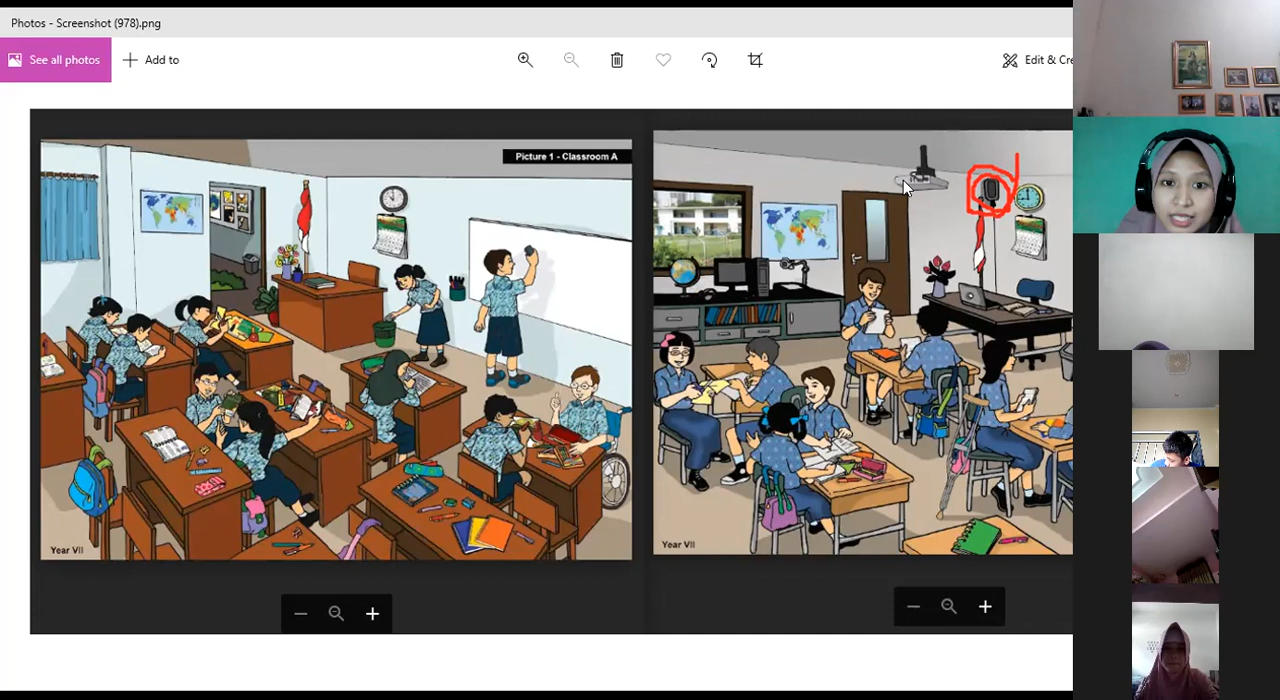 Photos - Screenshot (978).png
See all photos
Add to
Edit & Cre
Picture 1 - Classroom A
Year VII
Year VII